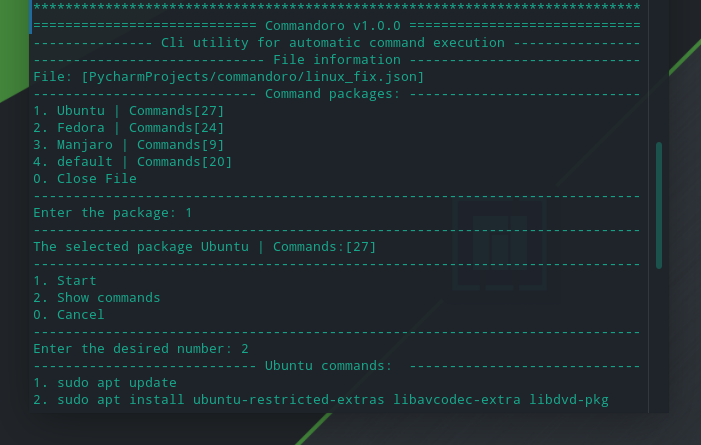 ****************************************************************************
============================ Commandoro v1.0.0 =============================
--------------- Cli utility for automatic command execution ----------------
----------------------------- File information -----------------------------
File: [PycharmProjects/commandoro/linux_fix.json]
---------------------------- Command packages: -----------------------------
1. Ubuntu | Commands[27]
2. Fedora | Commands[24]
3. Manjaro | Commands[9]
4. default | Commands[20]
0. Close File
----------------------------------------------------------------------------
Enter the package: 1
----------------------------------------------------------------------------
The selected package Ubuntu | Commands:[27]
----------------------------------------------------------------------------
1. Start
2. Show commands
0. Cancel
----------------------------------------------------------------------------
Enter the desired number: 2
---------------------------- Ubuntu commands:  -----------------------------
1. sudo apt update
2. sudo apt install ubuntu-restricted-extras libavcodec-extra libdvd-pkg